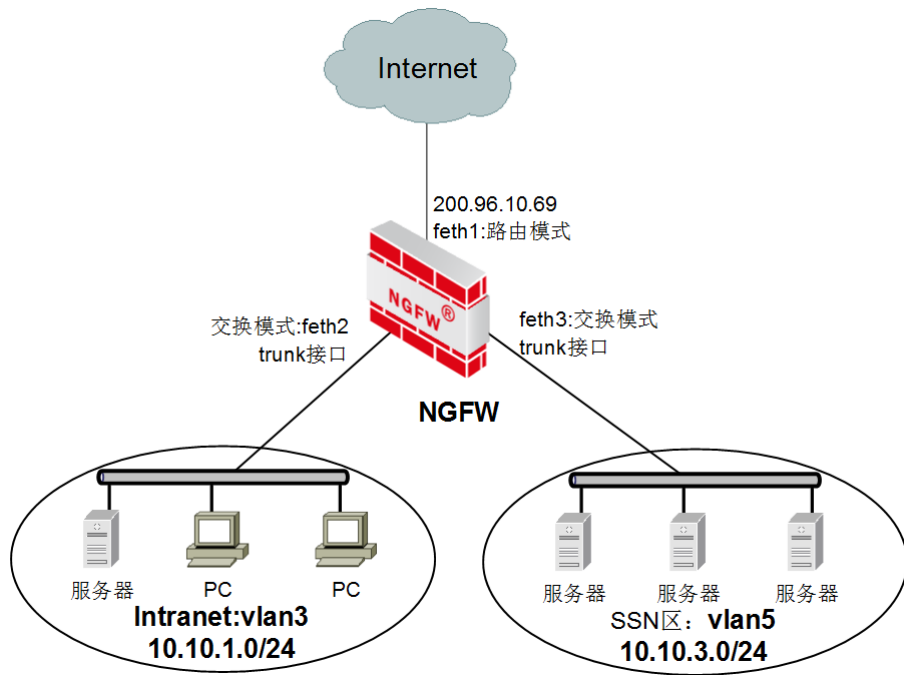 Internet
200.96.10.69
feth1:路由模式
NGFW®
交换模式:feth2
trunk接口
feth3:交换模式
trunk接口
NGFW
服务器
PC
PC
Intranet:vlan3
10.10.1.0/24
服务器
服务器
服务器
SSN区：vlan5
10.10.3.0/24